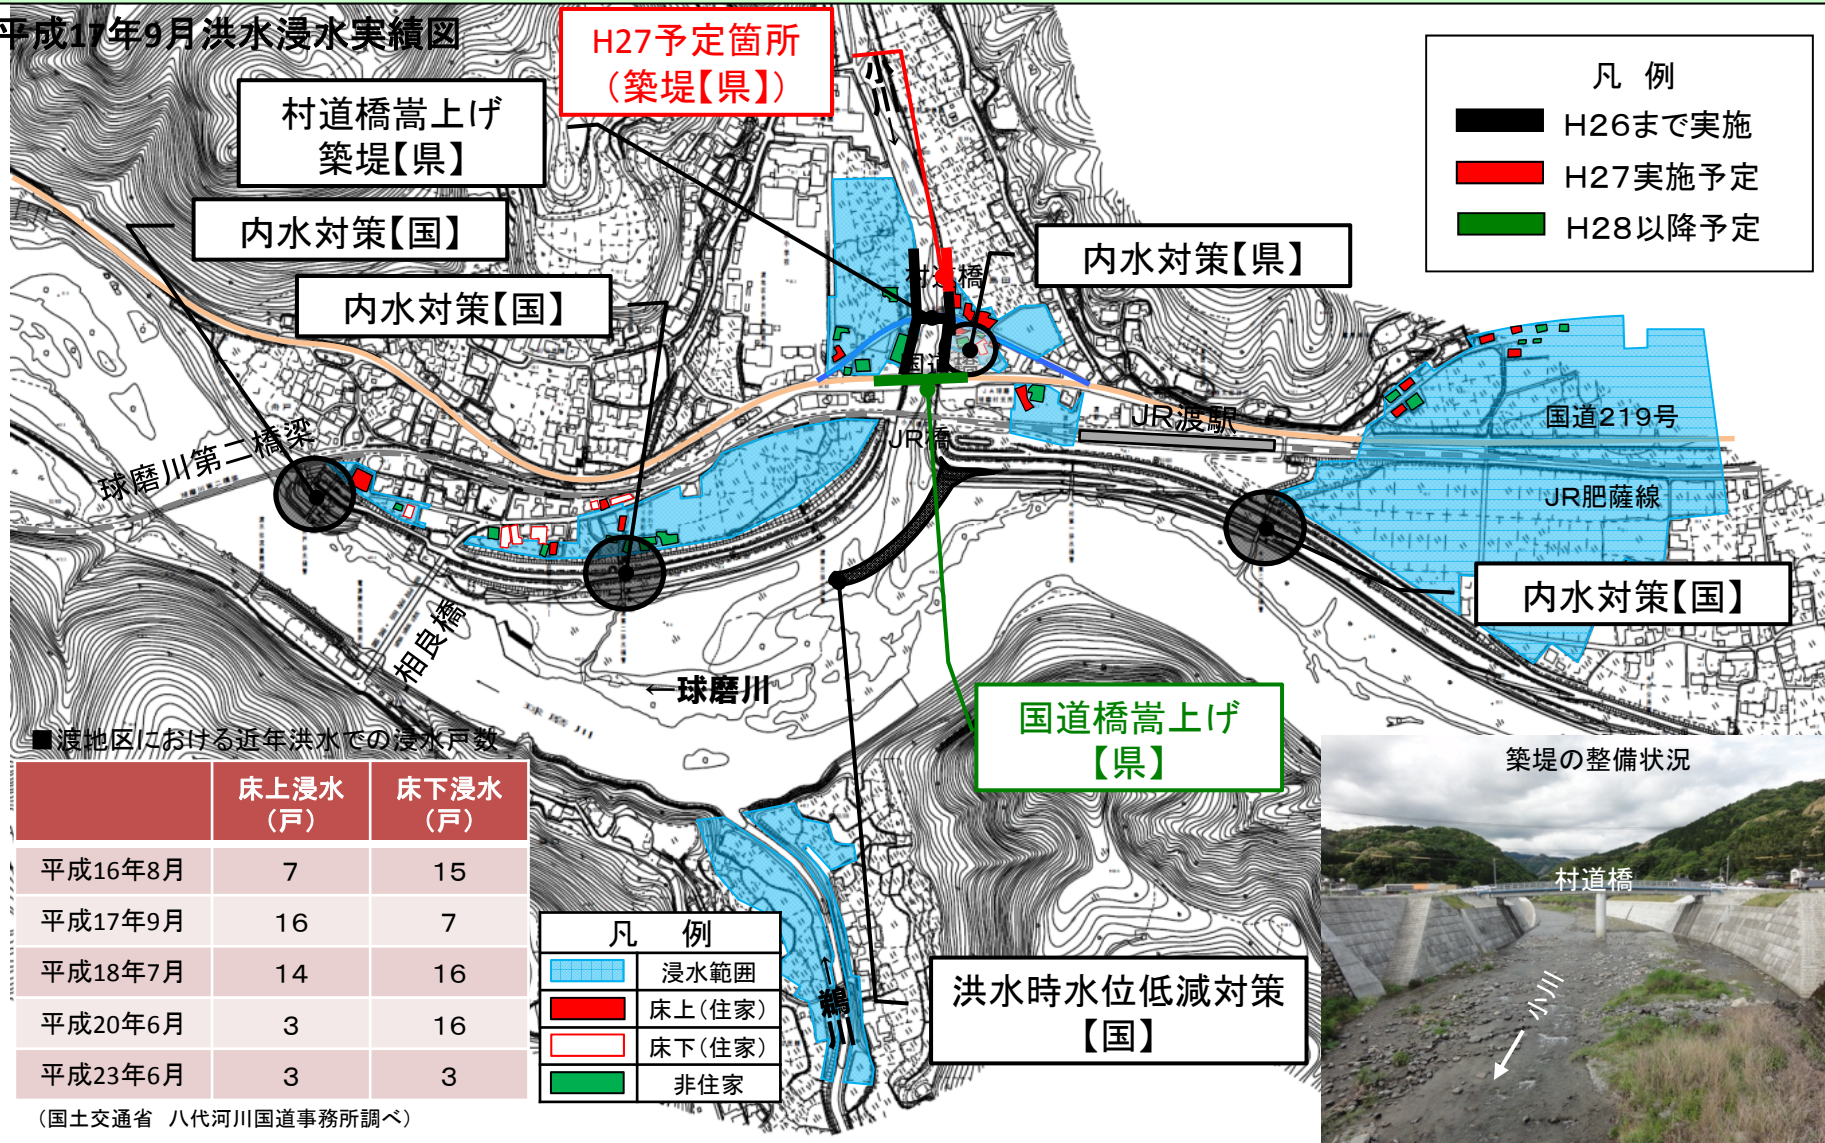 平成17年9月洪水浸水実績図
H27予定箇所
（築堤【県】）
村道橋嵩上げ
築堤【県】
内水対策【国】
内水対策【国】
内水対策【県】
小川→
凡 例
H26まで実施
H27実施予定
H28以降予定
村道橋
国道橋
JR橋
JR渡駅
国道219号
JR肥薩線
球磨川第二橋梁
相良橋
←球磨川
内水対策【国】
国道橋嵩上げ
【県】
洪水時水位低減対策
【国】
←鵜川
■渡地区における近年洪水での浸水戸数
床上浸水（戸） 床下浸水（戸）
平成16年8月 7 15
平成17年9月 16 7
平成18年7月 14 16
平成20年6月 3 16
平成23年6月 3 3
（国土交通省 八代河川国道事務所調べ）
凡 例
浸水範囲
床上（住家）
床下（住家）
非住家
築堤の整備状況
村道橋
小川